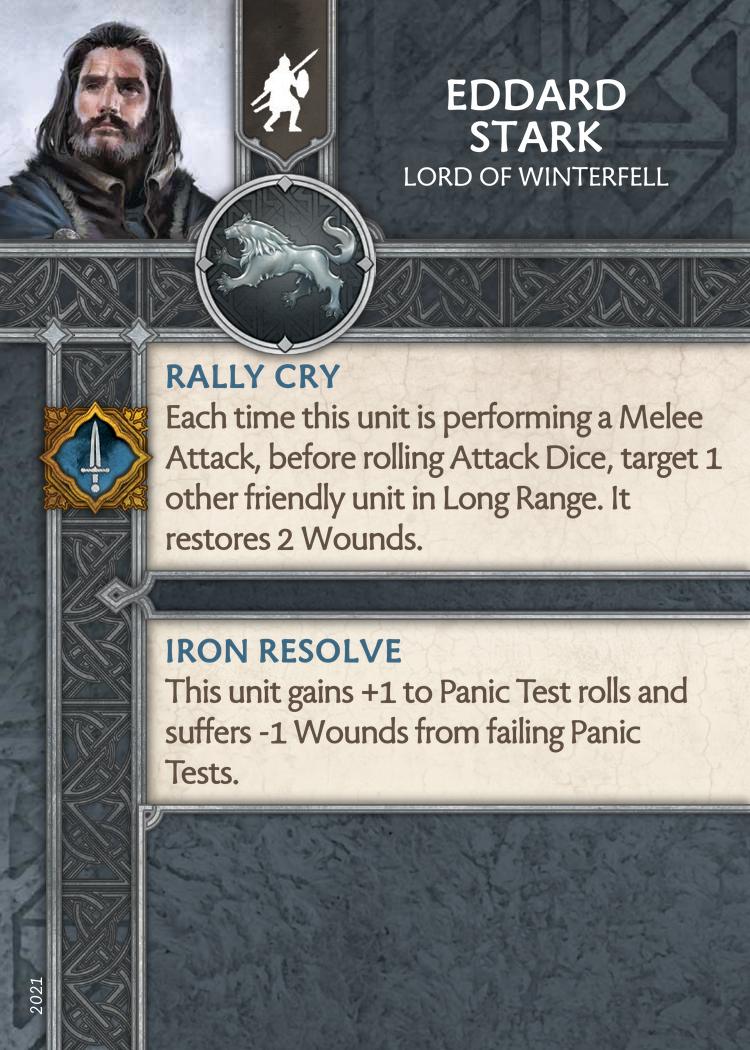 EDDARD
STARK
LORD OF WINTERFELL
RALLY CRY
Each time this unit is performing a Melee
Attack, before rolling Attack Dice, target 1
other friendly unit in Long Range. It
restores 2 Wounds.
IRON RESOLVE
This unit gains +1 to Panic Test rolls and
suffers -1 Wounds from failing Panic
Tests.
2021